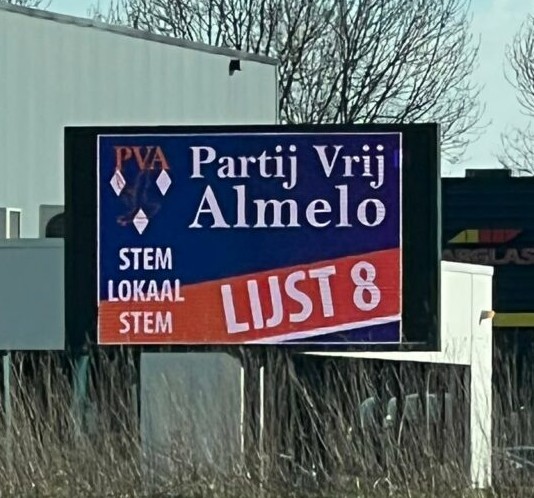 PVA
Partij Vrij
Almelo
STEM
LOKAAL
STEM
LIJST 8